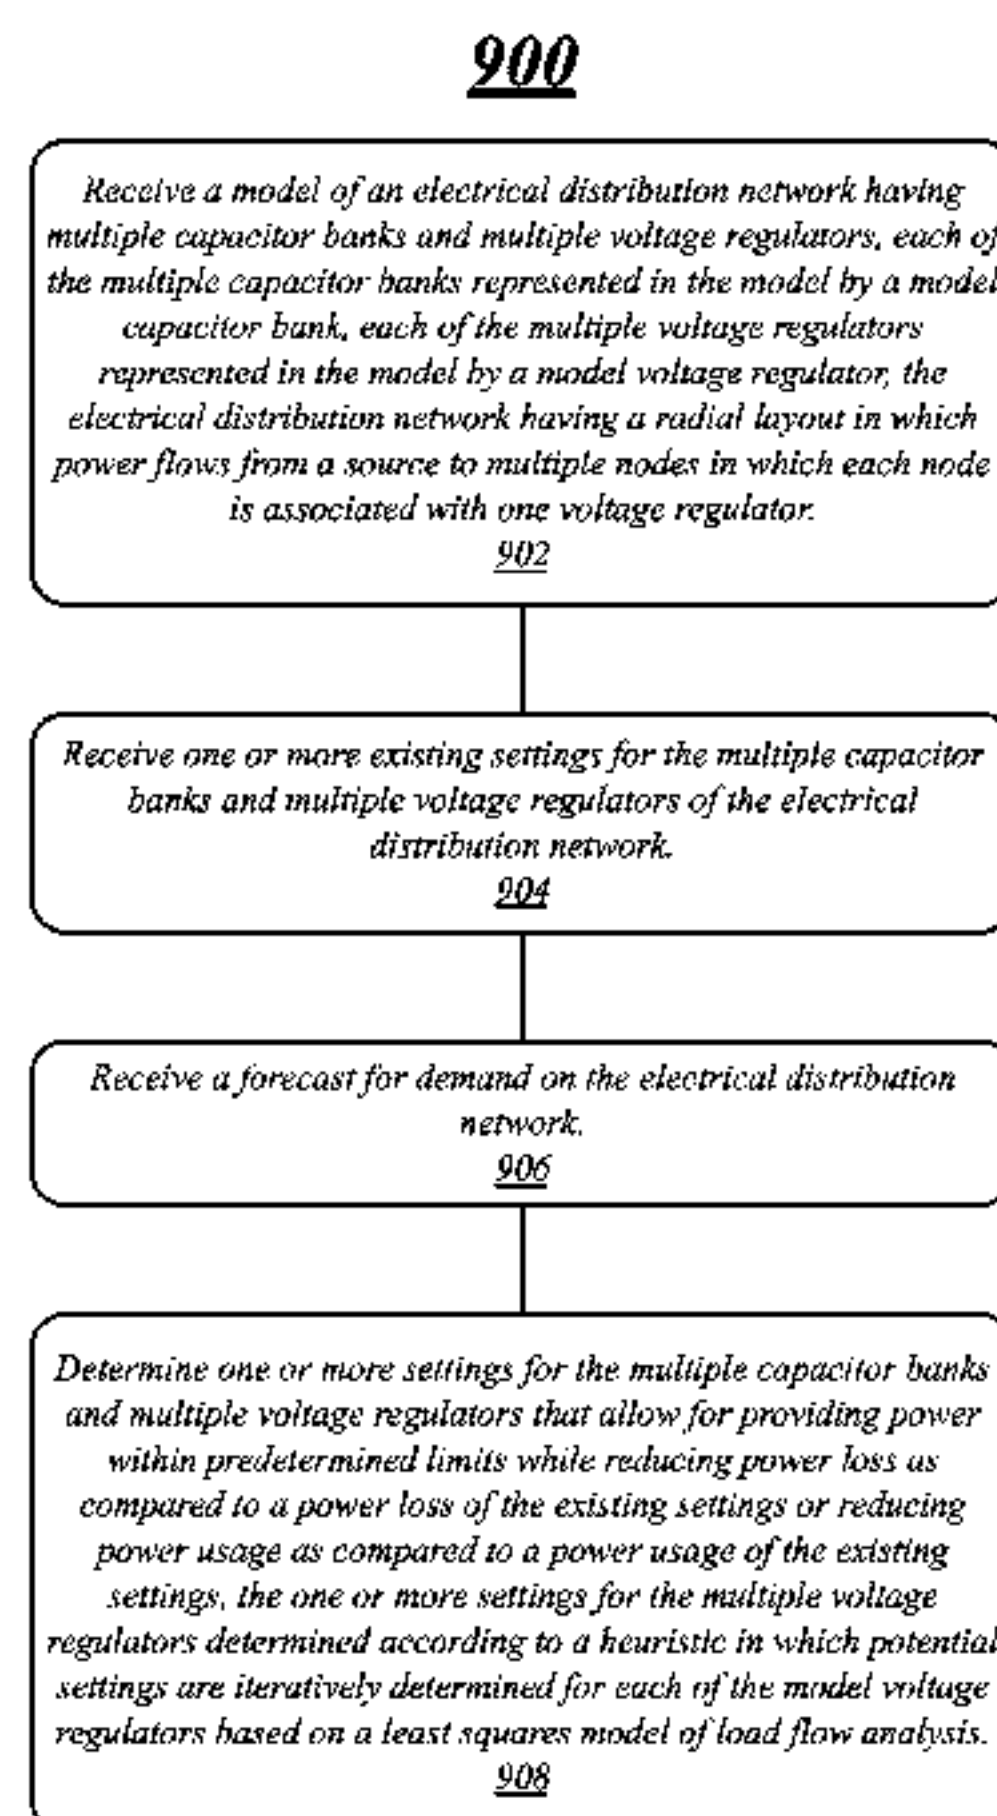 900
Receive a model of an electrical distribution network having
multiple capacitor banks and multiple voltage regulators, each of
the multiple capacitor banks represented in the model by a model
capacitor bank, each of the multiple voltage regulators
represented in the model by a model voltage regulator, the
electrical distribution network having a radial layout in which
power flows from a source to multiple nodes in which each node
is associated with one voltage regulator.
902
Receive one or more existing settings for the multiple capacitor
banks and multiple voltage regulators of the electrical
distribution network.
904
Receive a forecast for demand on the electrical distribution
network.
906
Determine one or more settings for the multiple capacitor banks
and multiple voltage regulators that allow for providing power
within predetermined limits while reducing power loss as
compared to a power loss of the existing settings or reducing
power usage as compared to a power usage of the existing
settings, the one or more settings for the multiple voltage
regulators determined according to a heuristic in which potential
settings are iteratively determined for each of the model voltage
regulators based on a least squares model of load flow analysis.
908